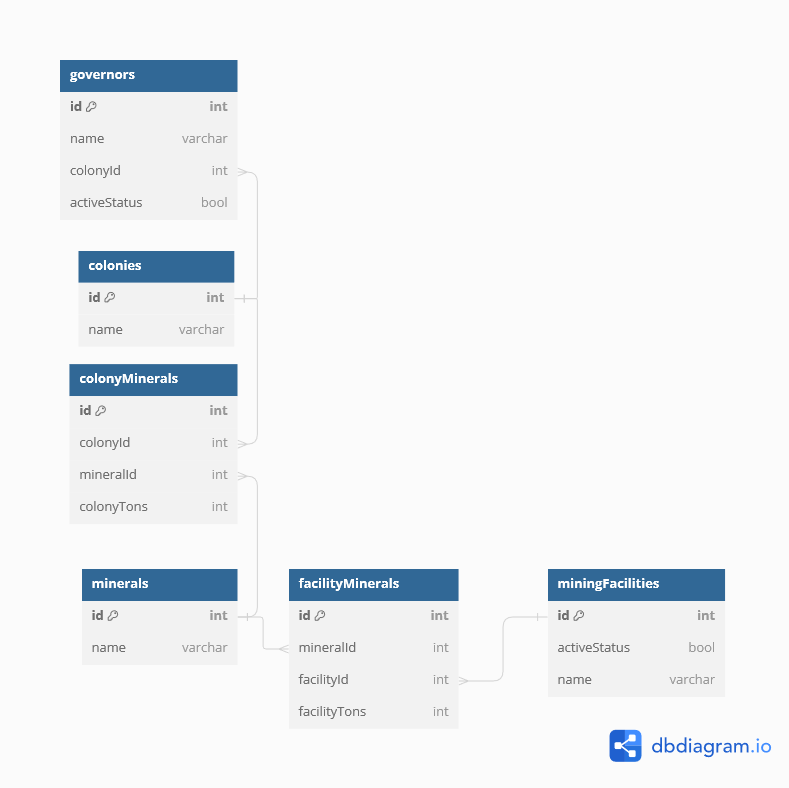 governors
id int
name varchar
colonyId int
activeStatus bool
colonies
id int
name varchar
colonyMinerals
id int
colonyId int
mineralId int
colonyTons int
minerals
id int
name varchar
facilityMinerals
id int
mineralId int
facilityId int
facilityTons int
miningFacilities
id int
activeStatus bool
name varchar
dbdiagram.io